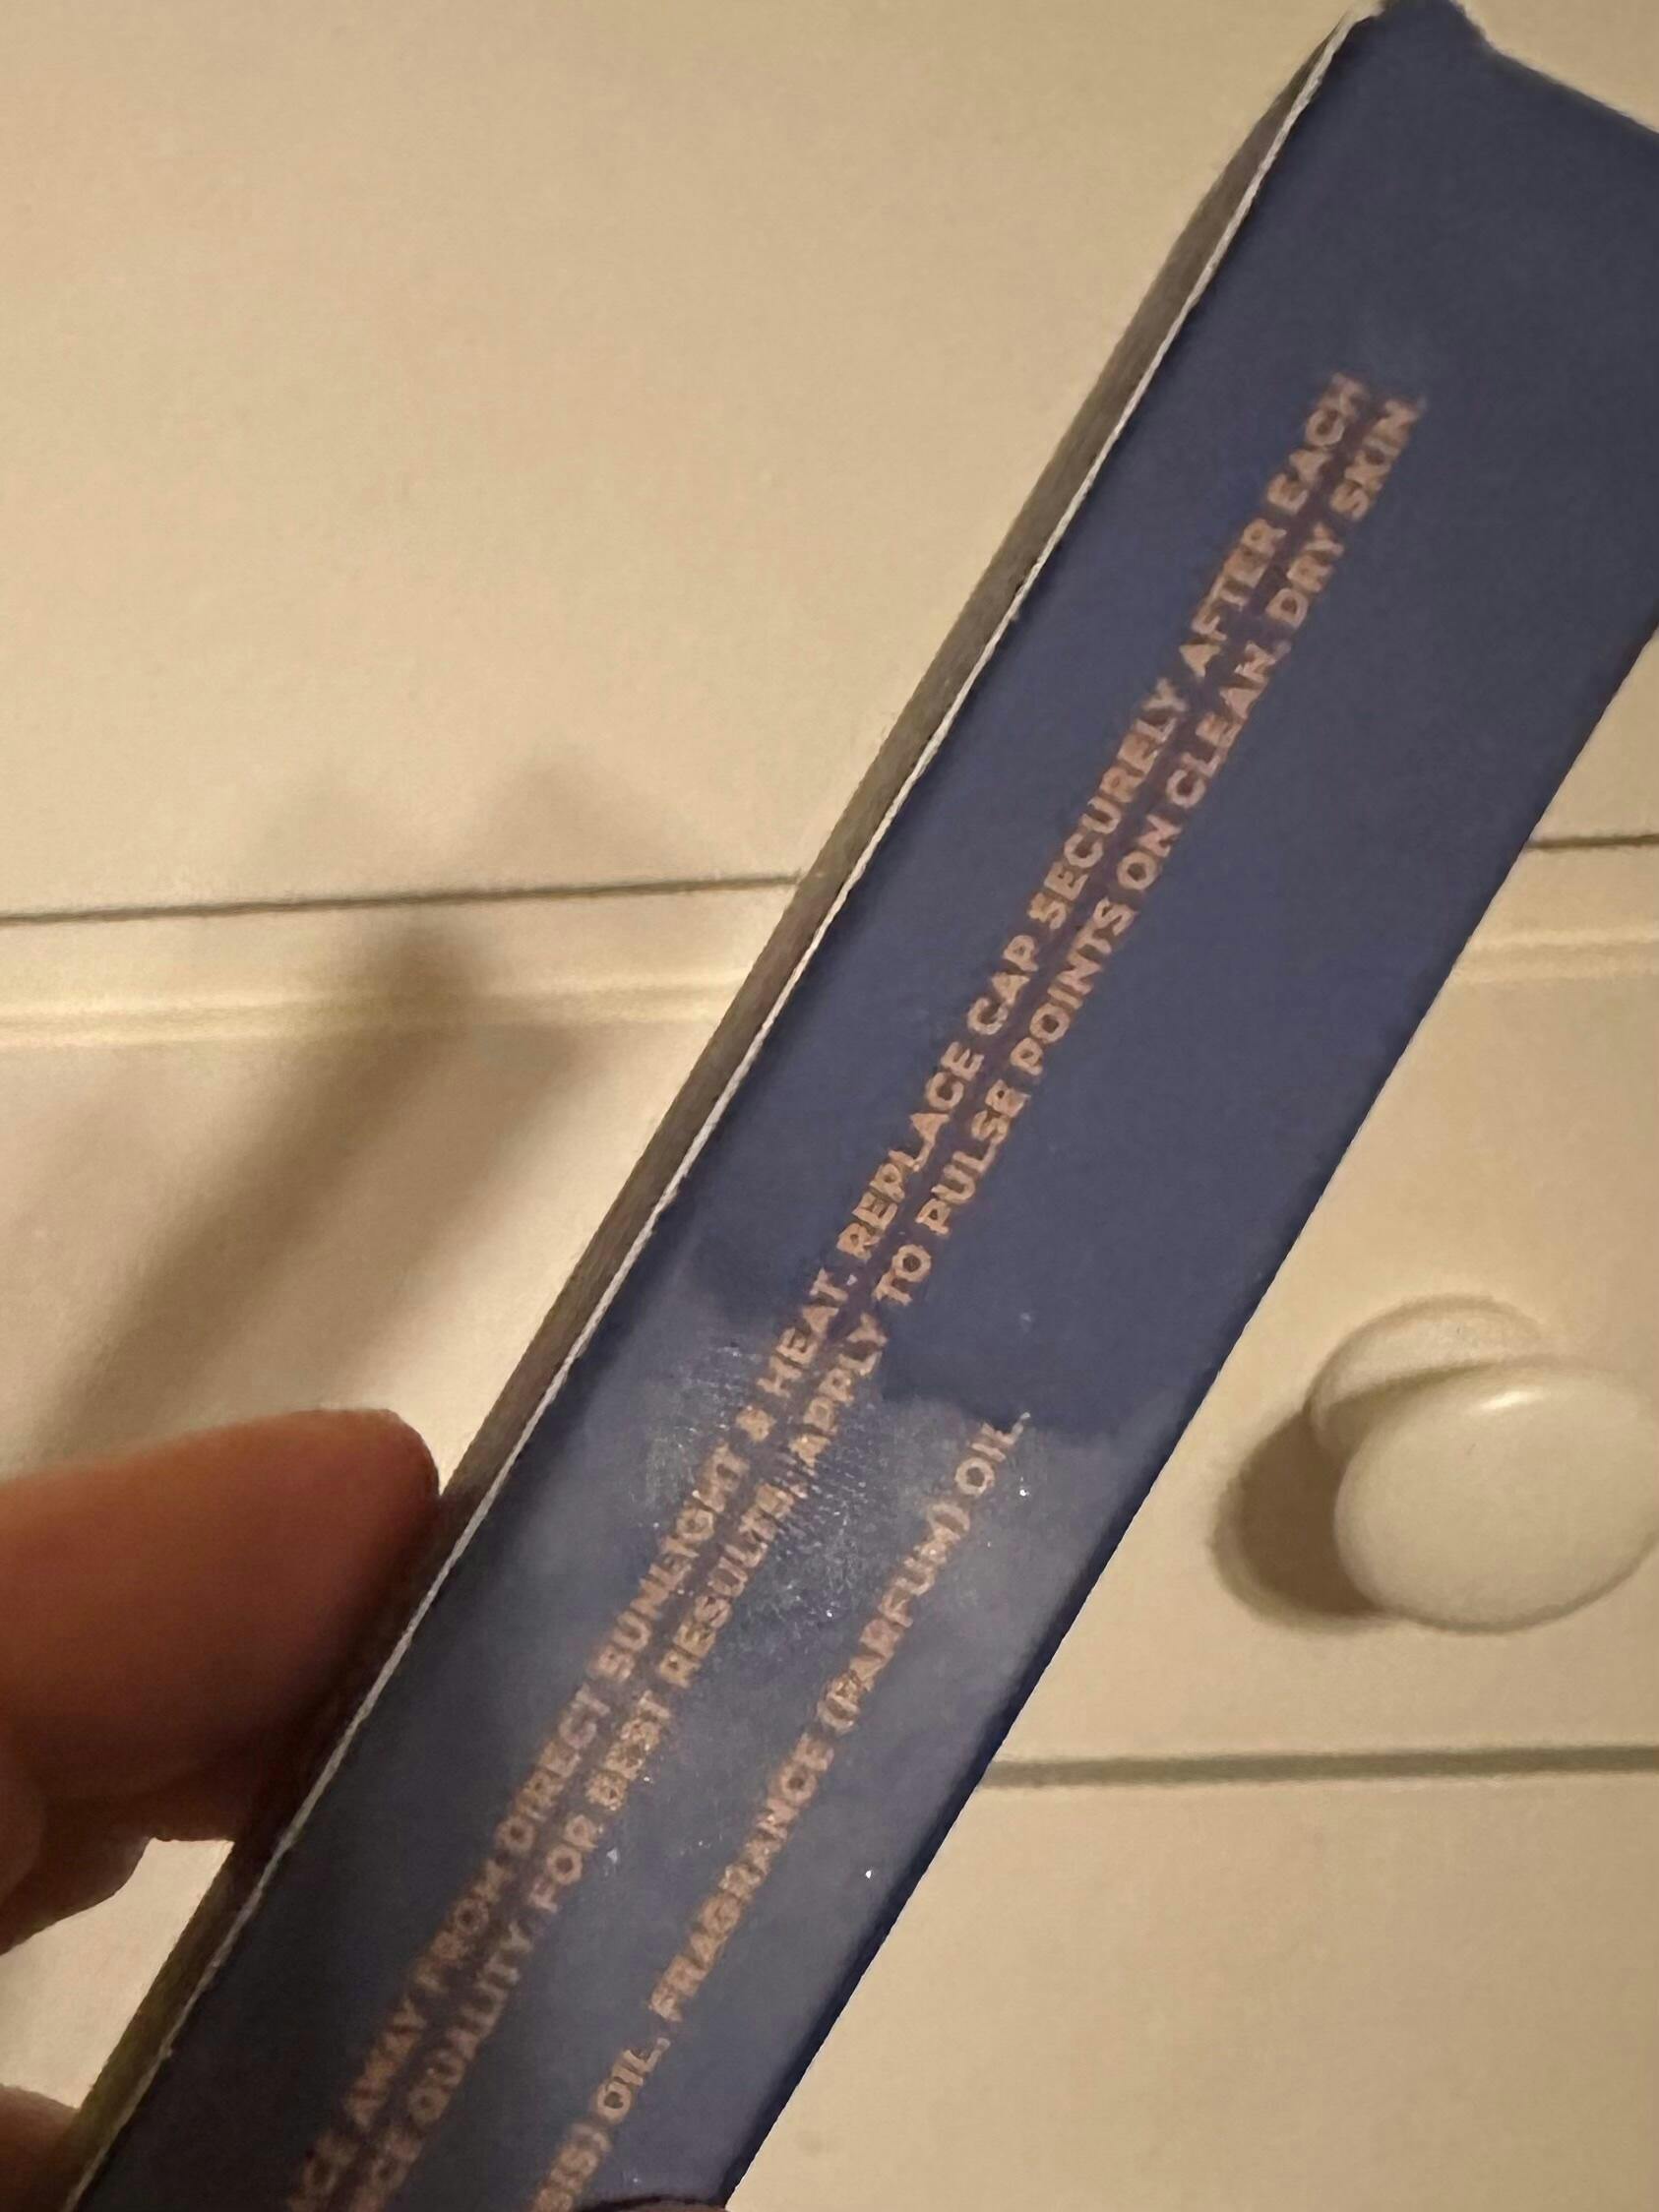 AWAY FROM DIRECT SUNLIGHT & HEAT. REPLACE CAP SECURELY AFTER EACH
QUALITY. FOR BEST RESULTS, APPLY TO PULSE POINTS ON CLEAN, DRY SKIN.
OIL, FRAGRANCE (PARFUM) OIL.